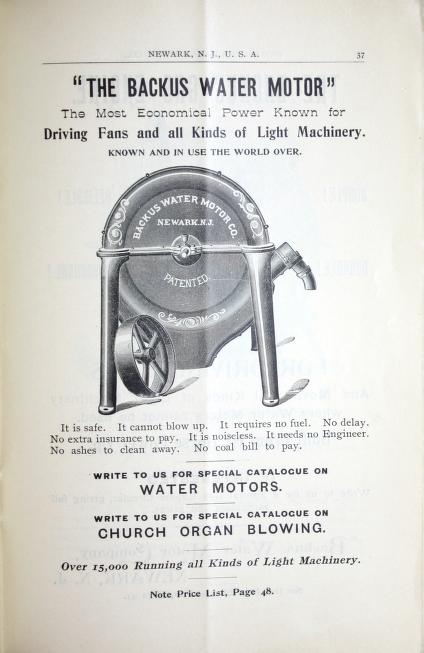 NEWARK, N. J., U. S. A. 37
"THE BACKUS WATER MOTOR"
The Most Economical Power Known for
Driving Fans and all Kinds of Light Machinery.
KNOWN AND IN USE THE WORLD OVER.
BACKUS WATER MOTOR CO.
NEWARK.N.J.
PATENTED.
It is safe. It cannot blow up. It requires no fuel. No delay.
No extra insurance to pay. It is noiseless. It needs no Engineer.
No ashes to clean away. No coal bill to pay.
WRITE TO US FOR SPECIAL CATALOGUE ON
WATER MOTORS.
WRITE TO US FOR SPECIAL CATALOGUE ON
CHURCH ORGAN BLOWING.
Over 15,000 Running all Kinds of Light Machinery.
Note Price List, Page 48.